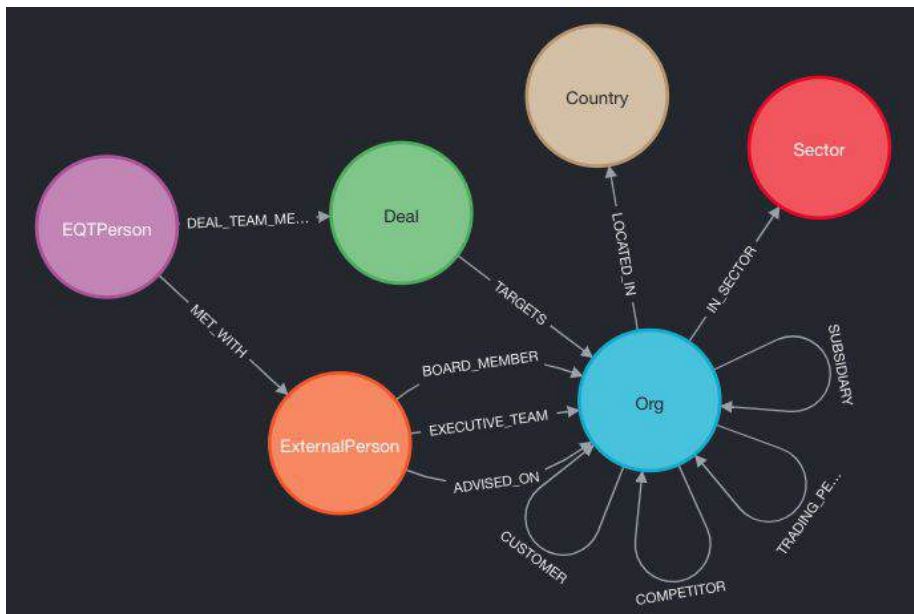 Country
Sector
EQTPerson
DEAL_TEAM_ME...
Deal
LOCATED_IN
IN_SECTOR
MET_WITH
TARGETS
BOARD_MEMBER
SUBSIDIARY
Org
EXECUTIVE_TEAM
ExternalPerson
ADVISED_ON
TRADING_PE...
CUSTOMER
COMPETITOR